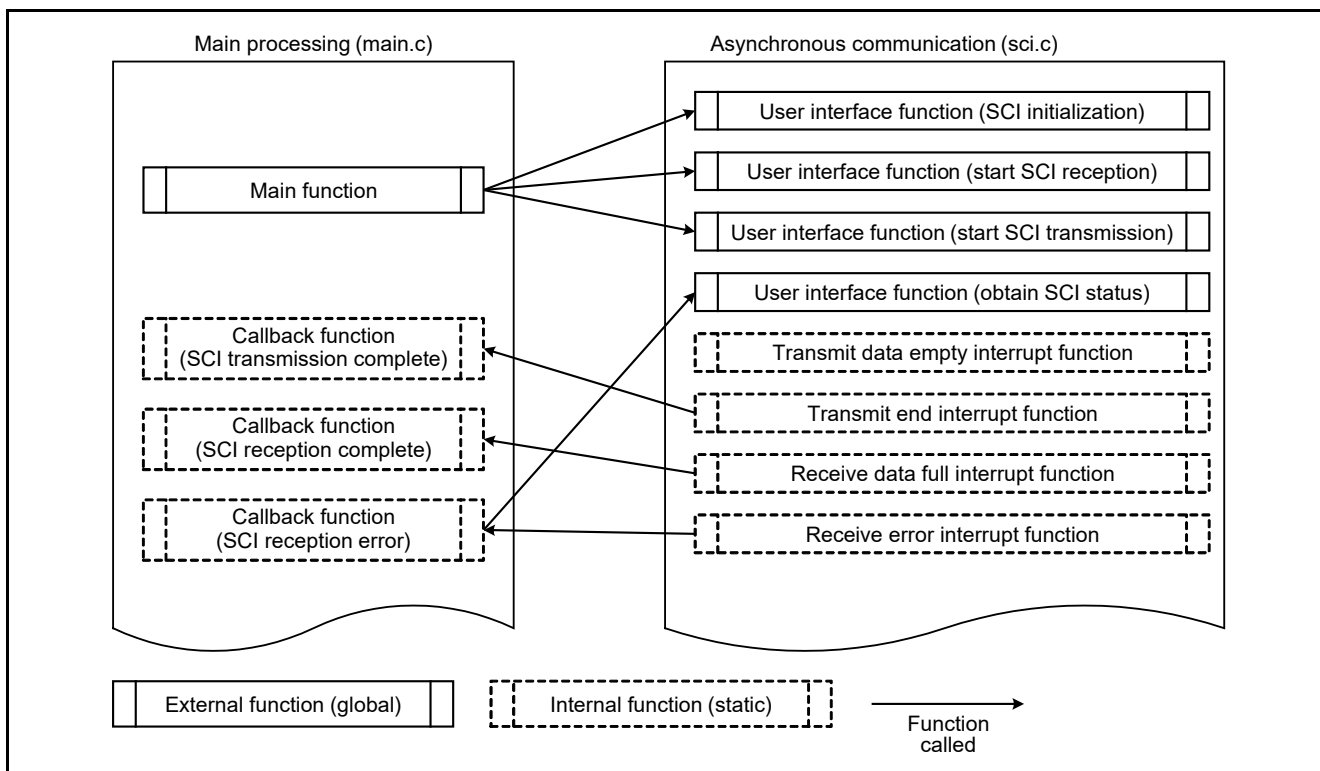 Main processing (main.c)
Asynchronous communication (sci.c)
User interface function (SCI initialization)
User interface function (start SCI reception)
Main function
User interface function (start SCI transmission)
User interface function (obtain SCI status)
Callback function
(SCI transmission complete)
Transmit data empty interrupt function
Transmit end interrupt function
Callback function
(SCI reception complete)
Receive data full interrupt function
Callback function
(SCI reception error)
Receive error interrupt function
External function (global)
Internal function (static)
Function
called